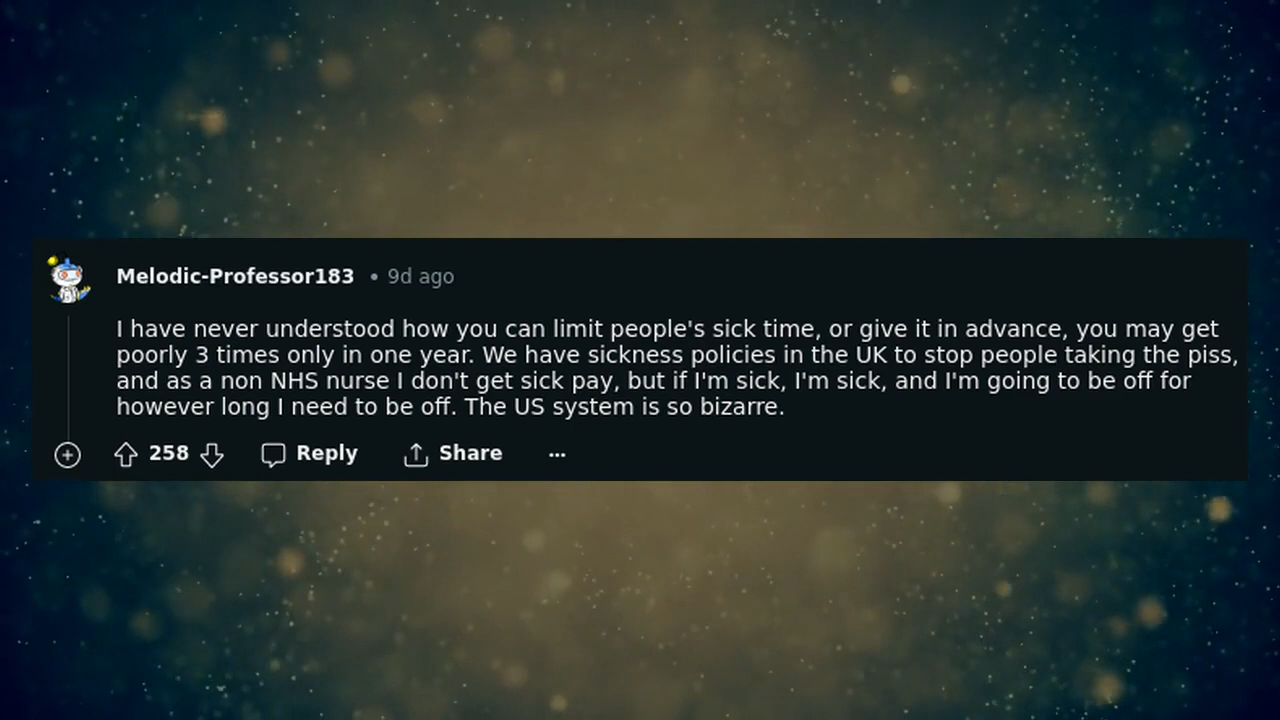 Melodic-Professor183 • 9d ago
I have never understood how you can limit people's sick time, or give it in advance, you may get
poorly 3 times only in one year. We have sickness policies in the UK to stop people taking the piss,
and as a non NHS nurse I don't get sick pay, but if I'm sick, I'm sick, and I'm going to be off for
however long I need to be off. The US system is so bizarre.
258 Reply Share ...